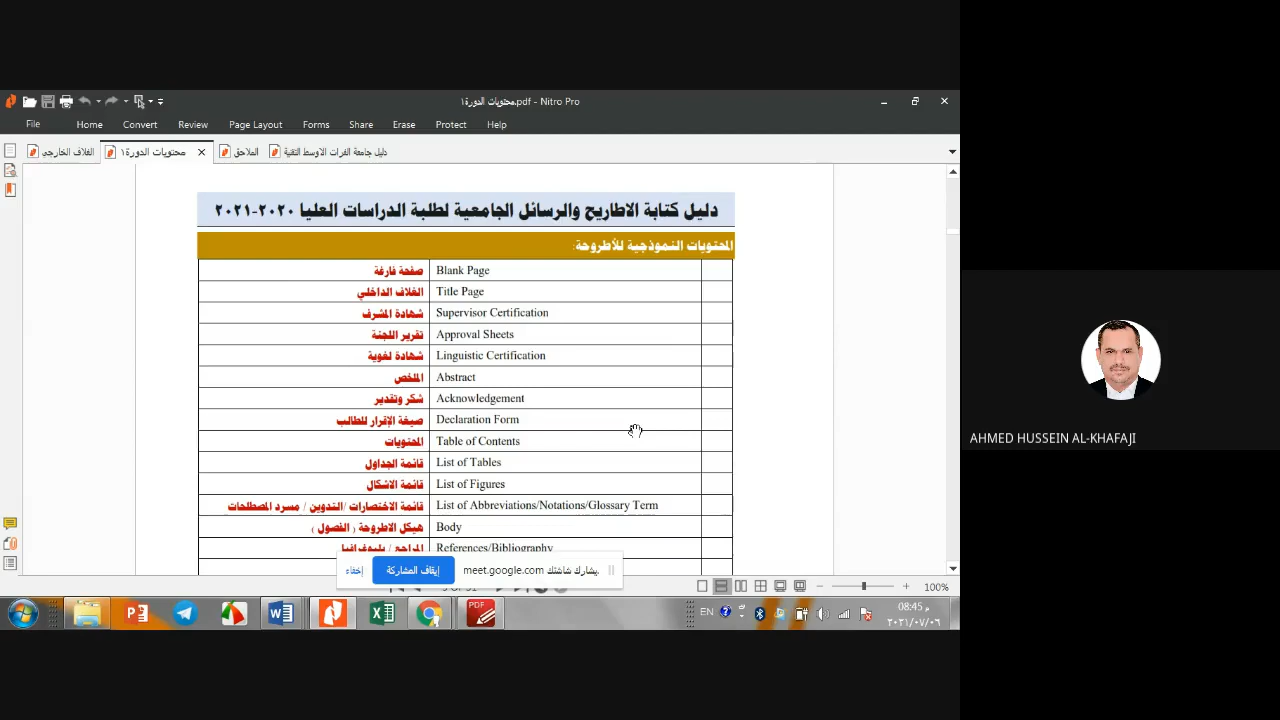 محتويات الدورة١.pdf - Nitro Pro
File Home Convert Review Page Layout Forms Share Erase Protect Help
الغلاف الخارجي محتويات الدورة١ الملاحق دليل جامعة الفرات الاوسط التقنية
دليل كتابة الاطاريح والرسائل الجامعية لطلبة الدراسات العليا ٢٠٢٠-٢٠٢١
المحتويات النموذجية للأطروحة:
صفحة فارغة Blank Page
الغلاف الداخلي Title Page
شهادة المشرف Supervisor Certification
تقرير اللجنة Approval Sheets
شهادة لغوية Linguistic Certification
الملخص Abstract
شكر وتقدير Acknowledgement
صيغة الإقرار للطالب Declaration Form
المحتويات Table of Contents
قائمة الجداول List of Tables
قائمة الاشكال List of Figures
قائمة الاختصارات /التدوين / مسرد المصطلحات List of Abbreviations/Notations/Glossary Term
هيكل الاطروحة ( الفصول ) Body
المراجع / ببليوغرافيا References/Bibliography
إخفاء إيقاف المشاركة meet.google.com يشارك شاشتك.
100%
EN
08:45 م
٢٠٢١/٠٧/٠٦
PDF
AHMED HUSSEIN AL-KHAFAJI